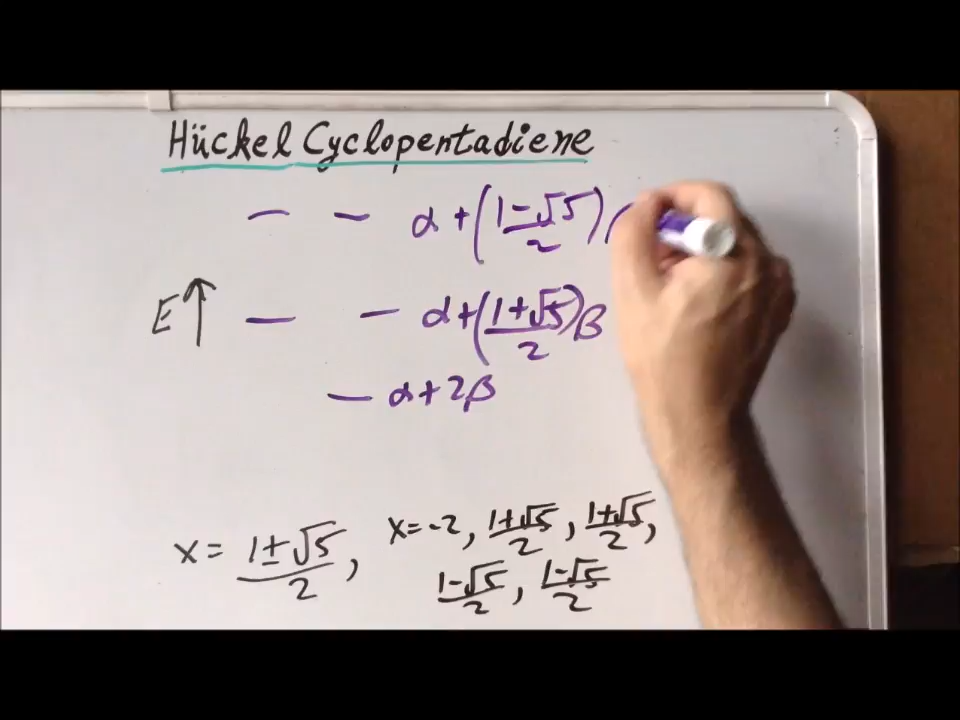 Hückel Cyclopentadiene
α + (1-√5)/2)
E↑ α + (1+√5)/2)β
α + 2β
x = 1±√5/2, x = -2, 1+√5/2, 1+√5/2,
1-√5/2, 1-√5/2